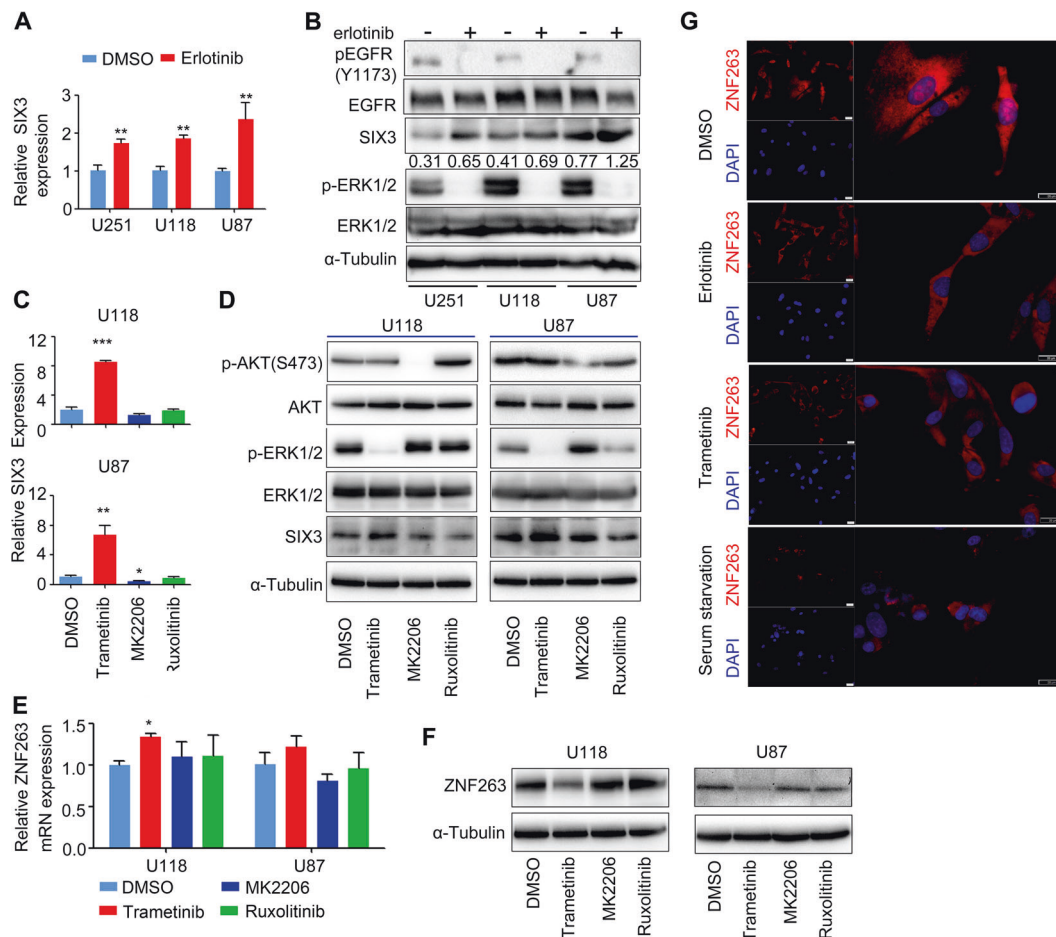 A
DMSO Erlotinib
Relative SIX3
expression
3
2
1
0
** ** **
U251 U118 U87
B
erlotinib - + - + - +
pEGFR
(Y1173)
EGFR
SIX3
0.31 0.65 0.41 0.69 0.77 1.25
p-ERK1/2
ERK1/2
α-Tubulin
U251 U118 U87
C
U118
Relative SIX3 Expression
12
8
4
0
***
U87
12
8
4
0
**
*
DMSO
Trametinib
MK2206
Ruxolitinib
D
U118 U87
p-AKT(S473)
AKT
p-ERK1/2
ERK1/2
SIX3
α-Tubulin
DMSO
Trametinib
MK2206
Ruxolitinib
DMSO
Trametinib
MK2206
Ruxolitinib
E
Relative ZNF263
mRN expression
1.5
1.0
0.5
0.0
*
U118 U87
DMSO MK2206
Trametinib Ruxolitinib
F
U118 U87
ZNF263
α-Tubulin
DMSO
Trametinib
MK2206
Ruxolitinib
DMSO
Trametinib
MK2206
Ruxolitinib
G
DMSO
DAPI ZNF263
Erlotinib
DAPI ZNF263
Trametinib
DAPI ZNF263
Serum starvation
DAPI ZNF263